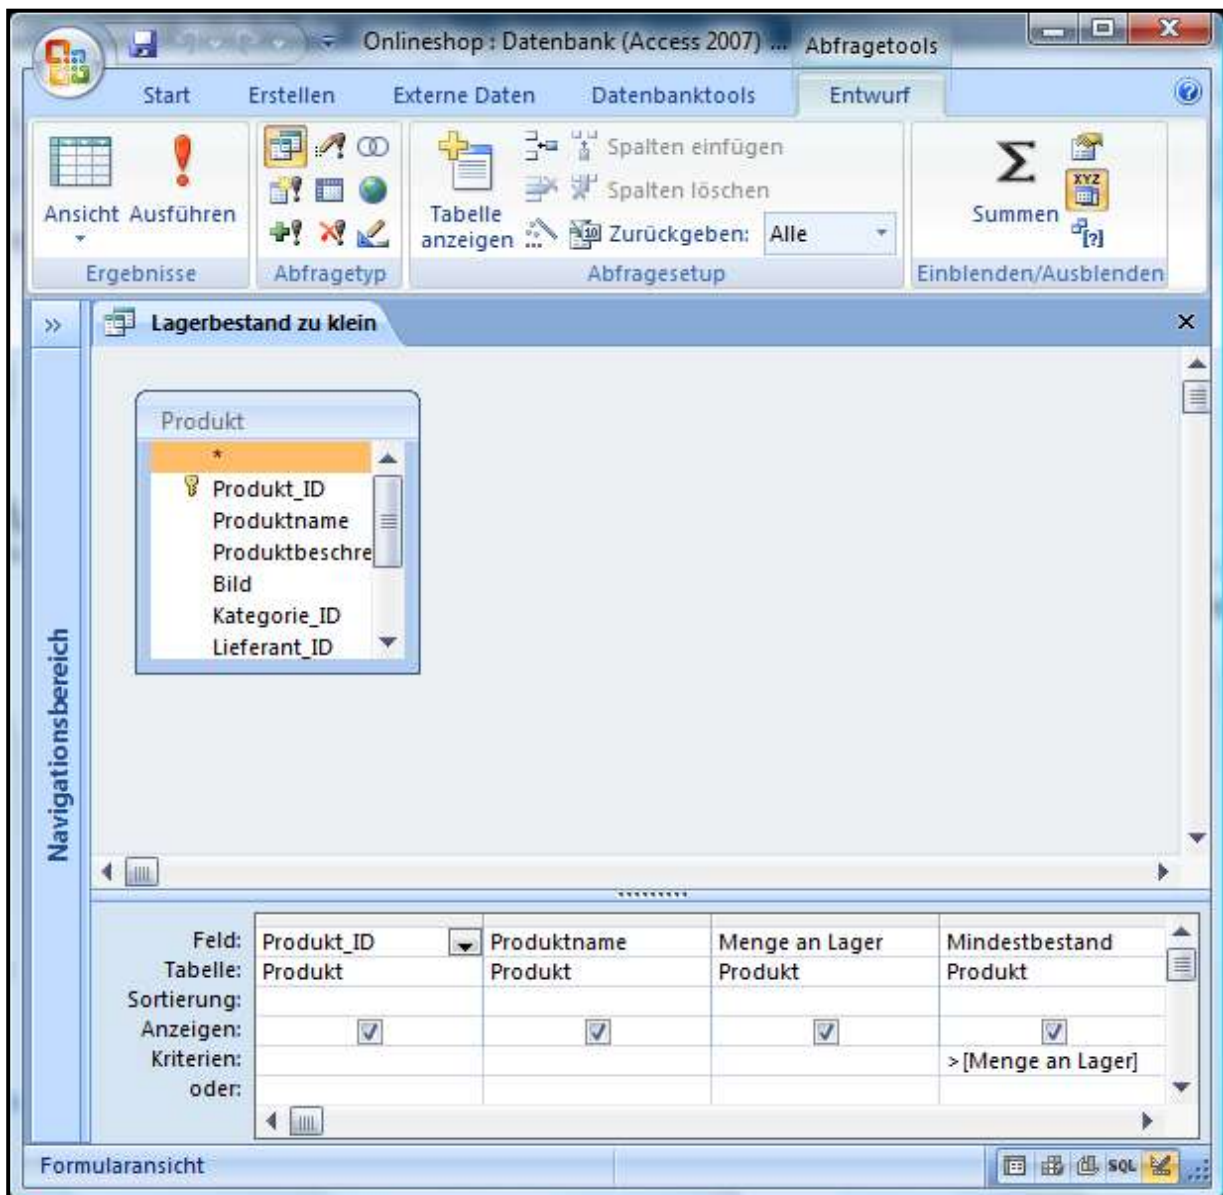 Onlineshop : Datenbank (Access 2007) ... Abfragetools
Start Erstellen Externe Daten Datenbanktools Entwurf
Ansicht Ausführen
Tabelle anzeigen
Spalten einfügen
Spalten löschen
Zurückgeben: Alle
Summen
XYZ
Ergebnisse Abfragetyp Abfragesetup Einblenden/Ausblenden
» Lagerbestand zu klein
Navigationsbereich
Produkt
*
Produkt_ID
Produktname
Produktbeschre
Bild
Kategorie_ID
Lieferant_ID
Feld: Produkt_ID Produktname Menge an Lager Mindestbestand
Tabelle: Produkt Produkt Produkt Produkt
Sortierung:
Anzeigen:
Kriterien: >[Menge an Lager]
oder:
Formularansicht SQL